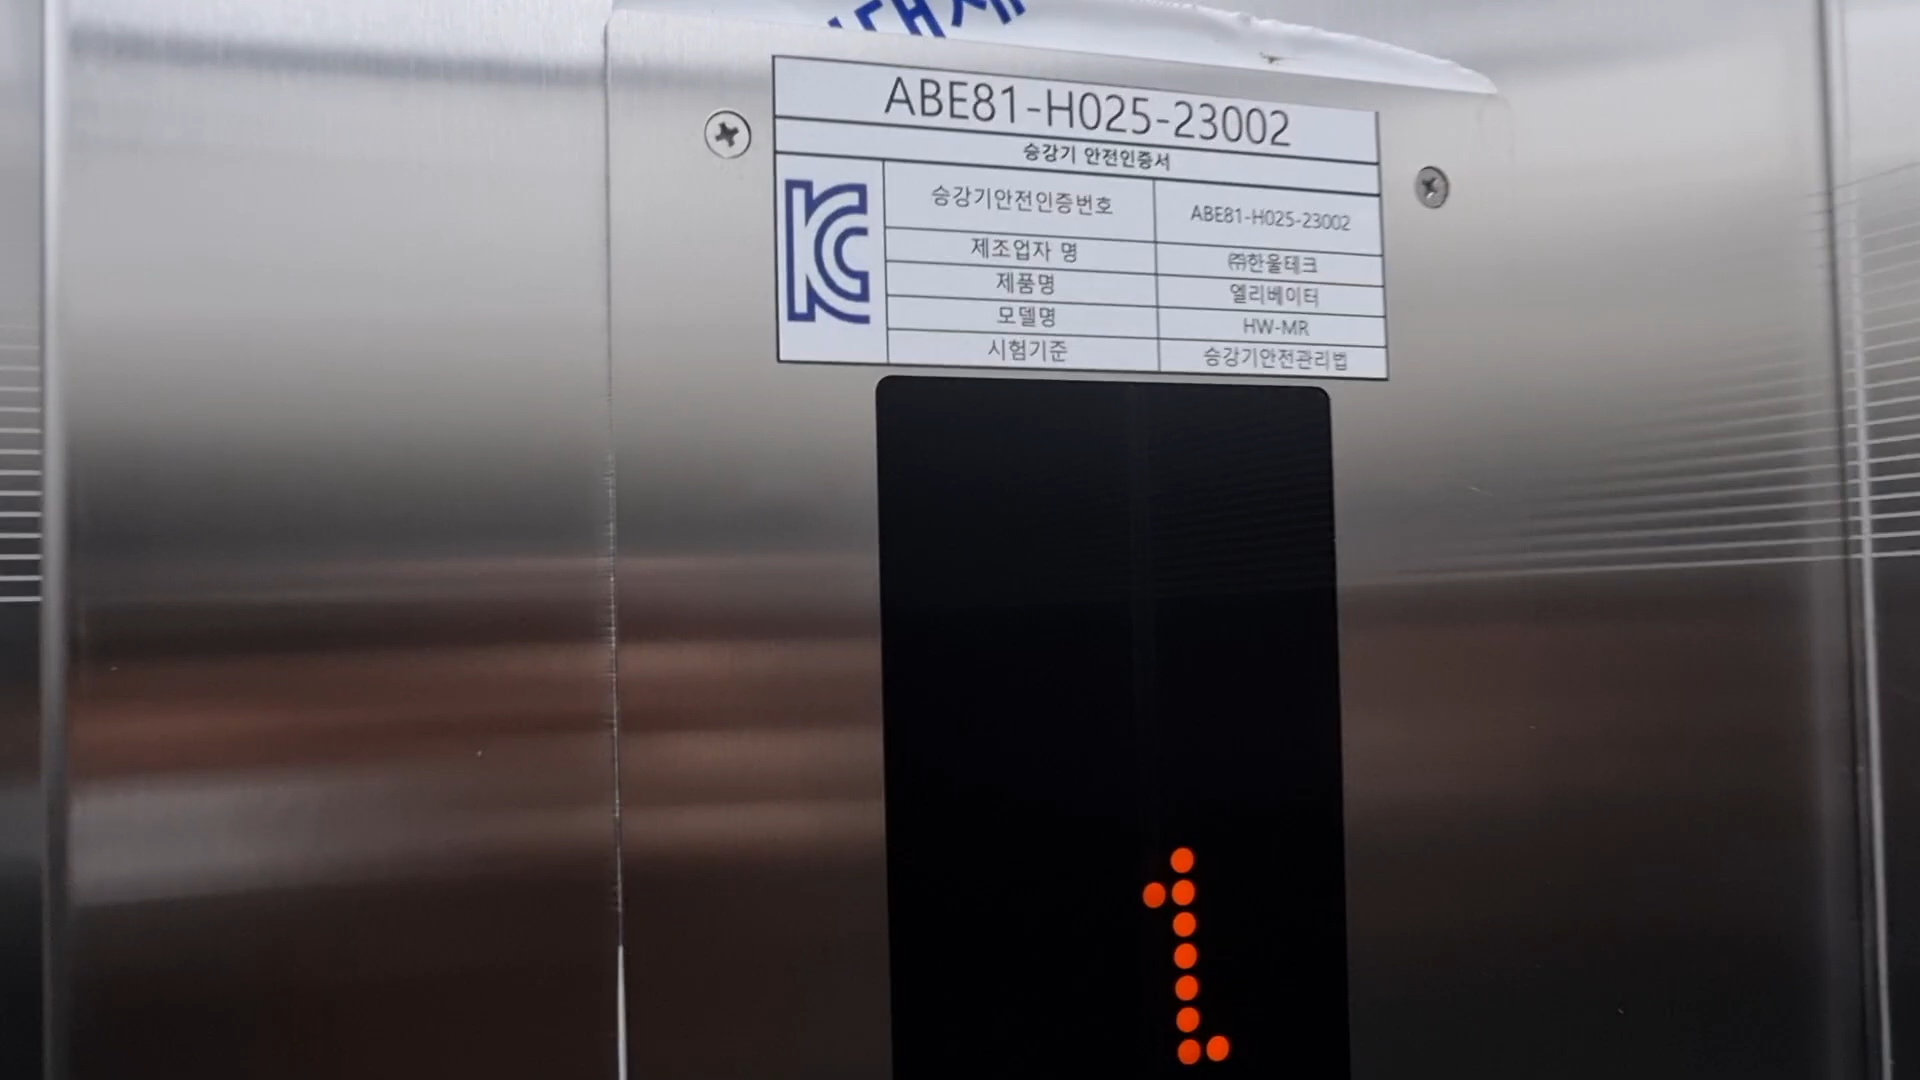 ABE81-H025-23002
승강기 안전인증서
KC
승강기안전인증번호 ABE81-H025-23002
제조업자 명 ㈜한울테크
제품명 엘리베이터
모델명 HW-MR
시험기준 승강기안전관리법
1